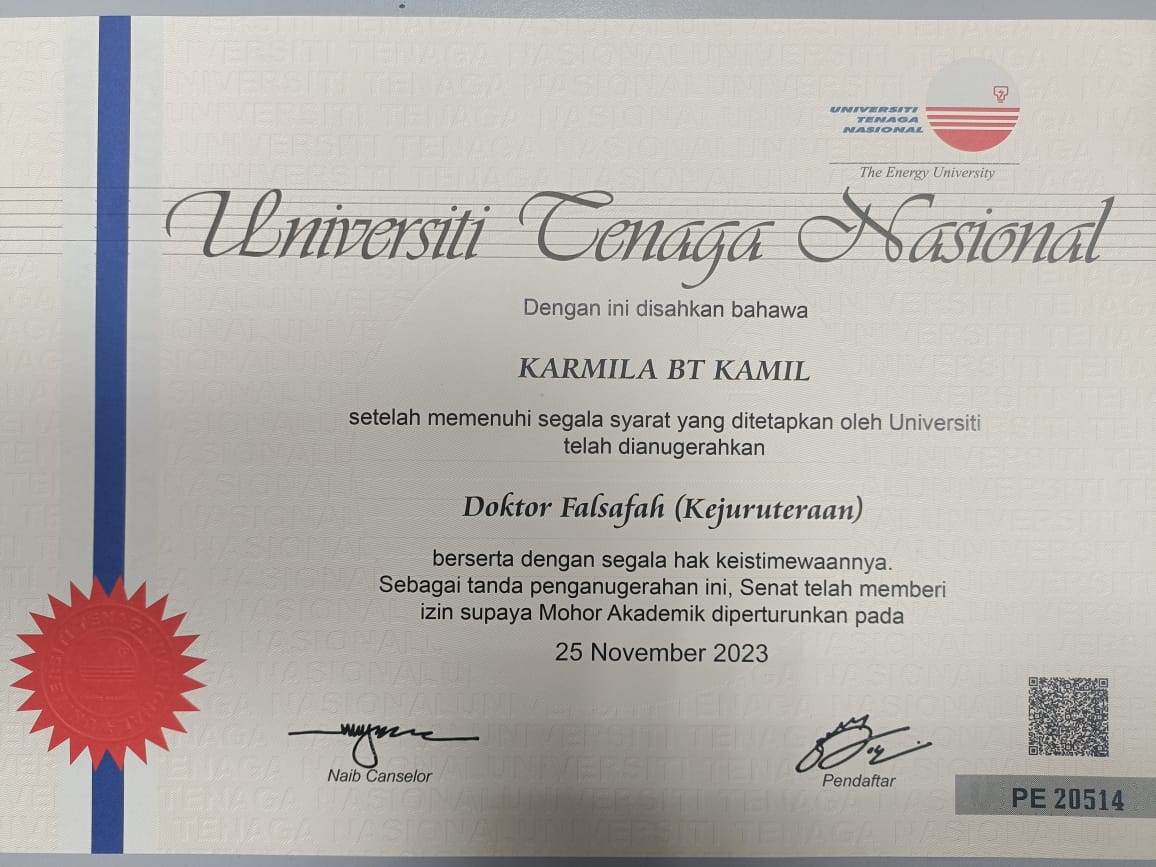 UNIVERSITI
TENAGA
NASIONAL
The Energy University
Universiti Tenaga Nasional
Dengan ini disahkan bahawa
KARMILA BT KAMIL
setelah memenuhi segala syarat yang ditetapkan oleh Universiti
telah dianugerahkan
Doktor Falsafah (Kejuruteraan)
berserta dengan segala hak keistimewaannya.
Sebagai tanda penganugerahan ini, Senat telah memberi
izin supaya Mohor Akademik diperturunkan pada
25 November 2023
Naib Canselor
Pendaftar
PE 20514